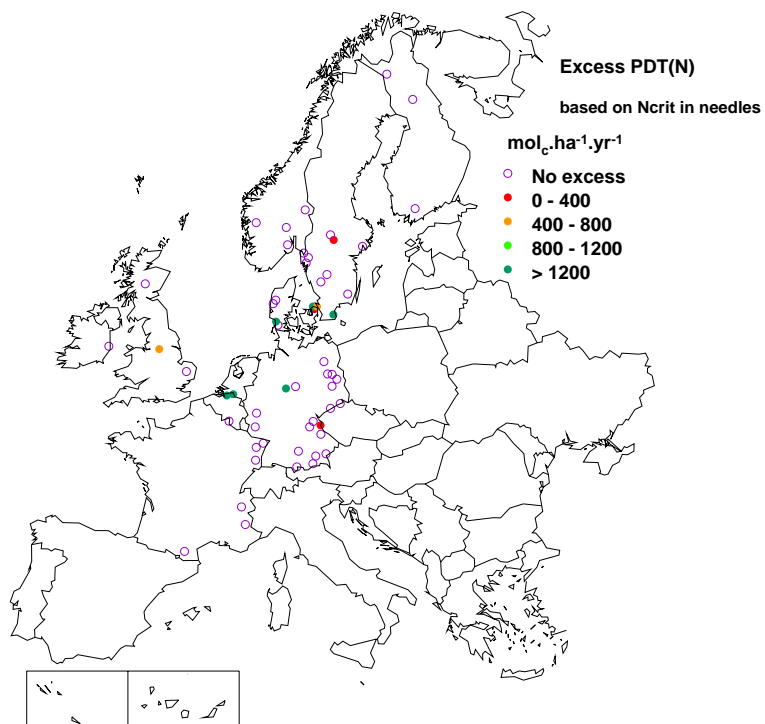 Excess PDT(N)
based on Ncrit in needles
mol_c.ha⁻¹.yr⁻¹
No excess
0 - 400
400 - 800
800 - 1200
> 1200